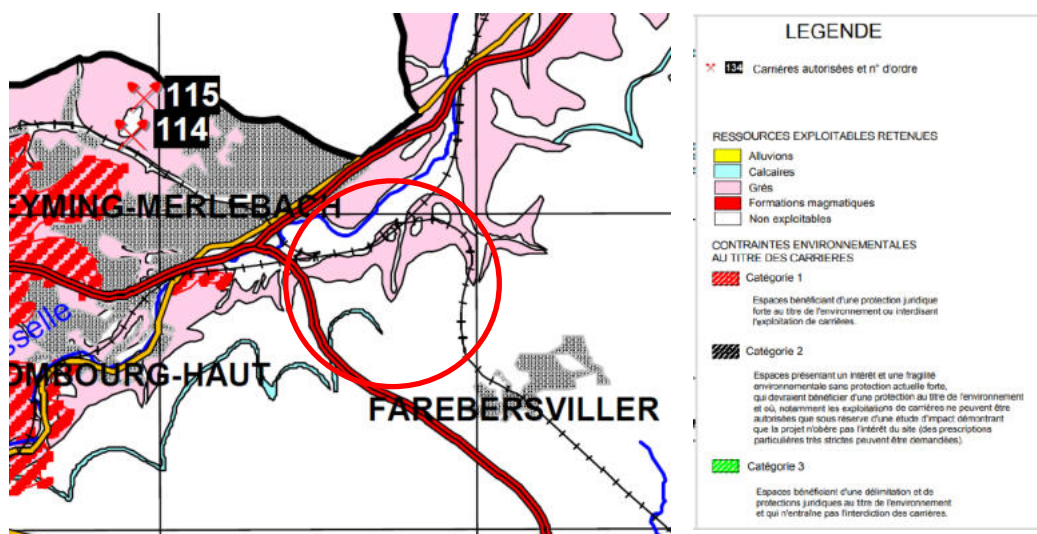 115
114
EYMING-MERLEBACH
selle
OMBOURG-HAUT
FAREBERSVILLER
LEGENDE
134 Carrières autorisées et n° d'ordre
RESSOURCES EXPLOITABLES RETENUES
Alluvions
Calcaires
Grés
Formations magmatiques
Non exploitables
CONTRAINTES ENVIRONNEMENTALES
AU TITRE DES CARRIERES
Catégorie 1
Espaces bénéficiant d'une protection juridique
forte au titre de l'environnement ou interdisant
l'exploitation de carrières.
Catégorie 2
Espaces présentant un intérêt et une fragilité
environnementale sans protection actuelle forte,
qui devraient bénéficier d'une protection au titre de l'environnement
et où, notamment les exploitations de carrières ne peuvent être
autorisées que sous réserve d'une étude d'impact démontrant
que le projet n'obère pas l'intérêt du site (des prescriptions
particulières très strictes peuvent être demandées).
Catégorie 3
Espaces bénéficiant d'une délimitation et de
protections juridiques au titre de l'environnement
et qui n'entraîne pas l'interdiction des carrières.